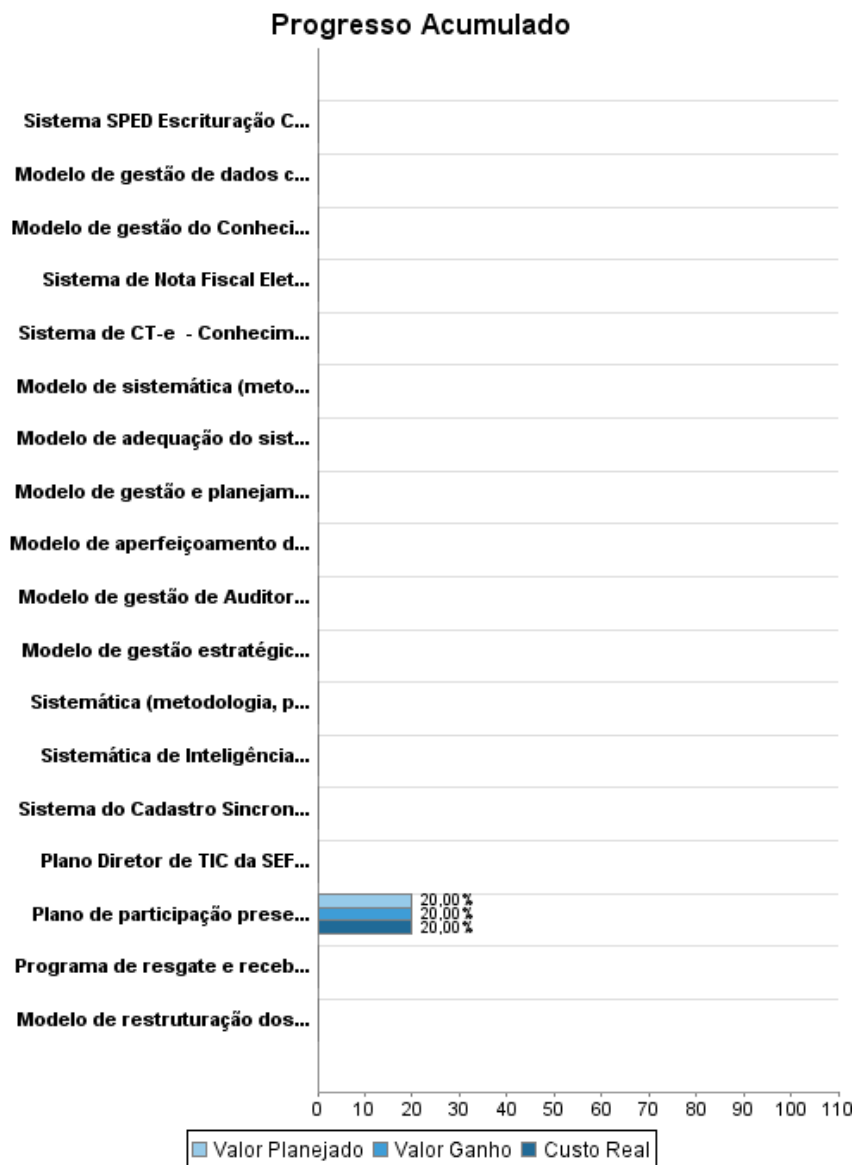 Progresso Acumulado
Sistema SPED Escrituração C...
Modelo de gestão de dados c...
Modelo de gestão do Conheci...
Sistema de Nota Fiscal Elet...
Sistema de CT-e - Conhecim...
Modelo de sistemática (meto...
Modelo de adequação do sist...
Modelo de gestão e planejam...
Modelo de aperfeiçoamento d...
Modelo de gestão de Auditor...
Modelo de gestão estratégic...
Sistemática (metodologia, p...
Sistemática de Inteligência...
Sistema do Cadastro Sincron...
Plano Diretor de TIC da SEF...
Plano de participação prese...
20,00%
20,00%
20,00%
Programa de resgate e receb...
Modelo de restruturação dos...
0 10 20 30 40 50 60 70 80 90 100 110
Valor Planejado Valor Ganho Custo Real